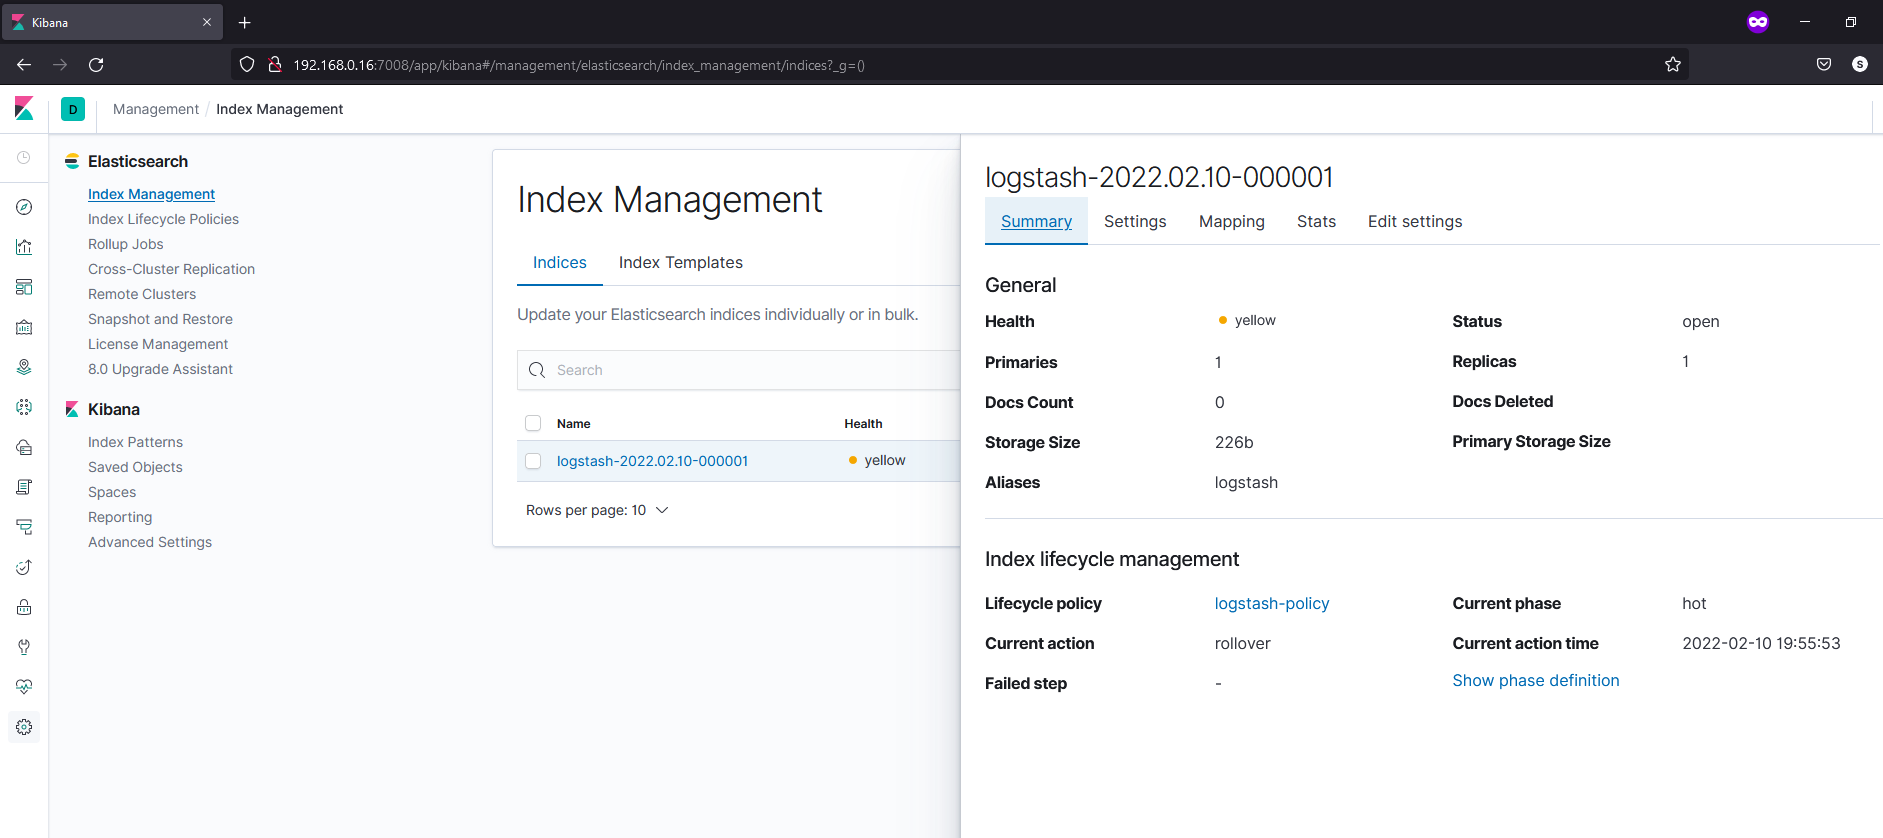 Kibana
192.168.0.16:7008/app/kibana#/management/elasticsearch/index_management/indices?_g=()
S
D
Management / Index Management
Elasticsearch
Index Management
Index Lifecycle Policies
Rollup Jobs
Cross-Cluster Replication
Remote Clusters
Snapshot and Restore
License Management
8.0 Upgrade Assistant
Kibana
Index Patterns
Saved Objects
Spaces
Reporting
Advanced Settings
Index Management
Indices Index Templates
Update your Elasticsearch indices individually or in bulk.
Search
Name Health
logstash-2022.02.10-000001 yellow
Rows per page: 10
logstash-2022.02.10-000001
Summary Settings Mapping Stats Edit settings
General
Health yellow Status open
Primaries 1 Replicas 1
Docs Count 0 Docs Deleted
Storage Size 226b Primary Storage Size
Aliases logstash
Index lifecycle management
Lifecycle policy logstash-policy Current phase hot
Current action rollover Current action time 2022-02-10 19:55:53
Failed step - Show phase definition